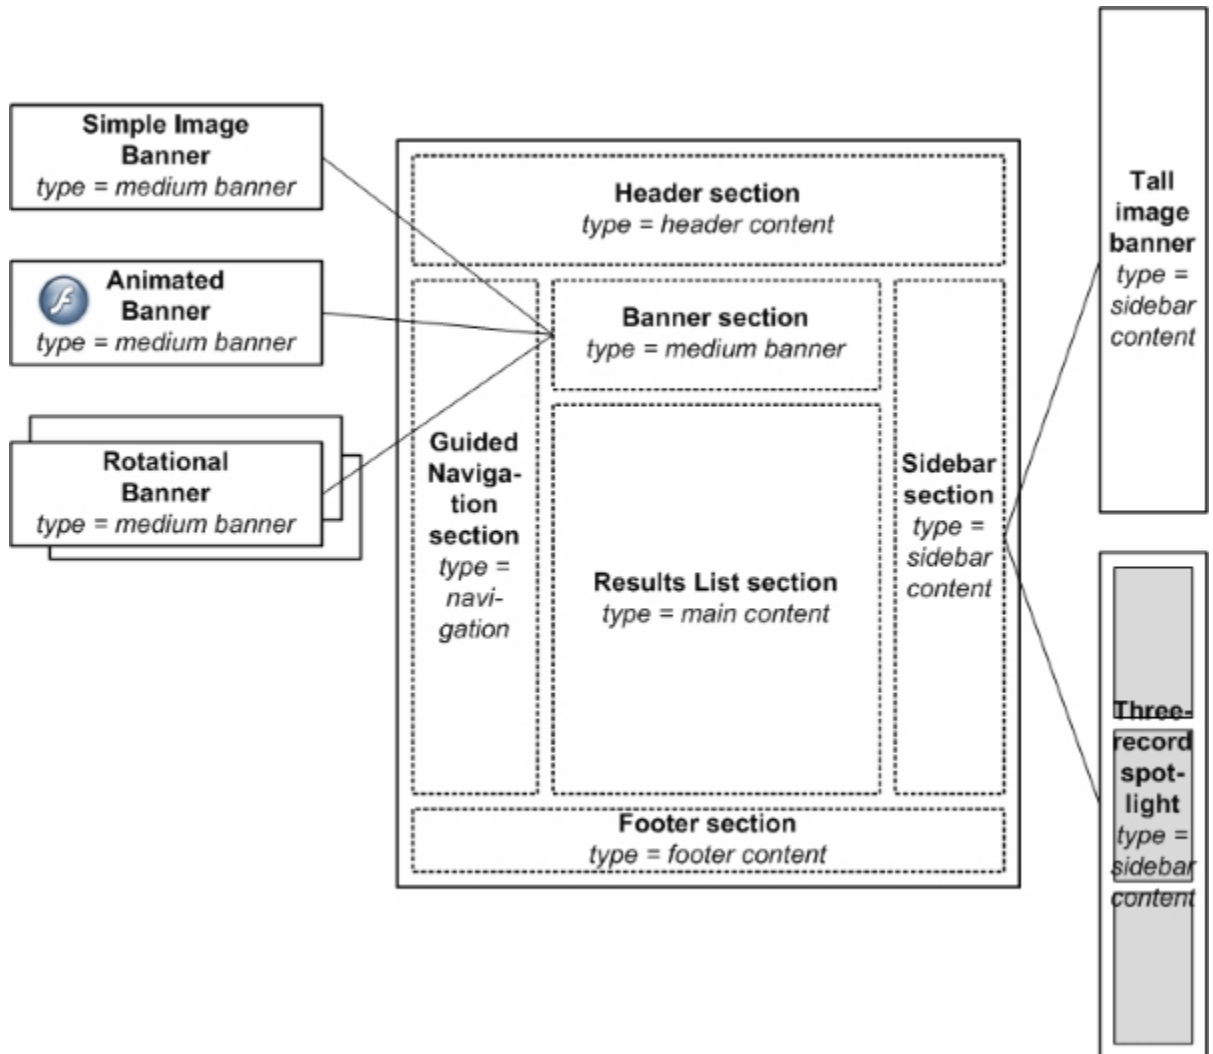 Simple Image
Banner
type = medium banner
Animated
Banner
type = medium banner
Rotational
Banner
type = medium banner
Header section
type = header content
Banner section
type = medium banner
Guided
Naviga-
tion
section
type =
navi-
gation
Results List section
type = main content
Sidebar
section
type =
sidebar
content
Footer section
type = footer content
Tall
image
banner
type =
sidebar
content
Three-
record
spot-
light
type =
sidebar
content